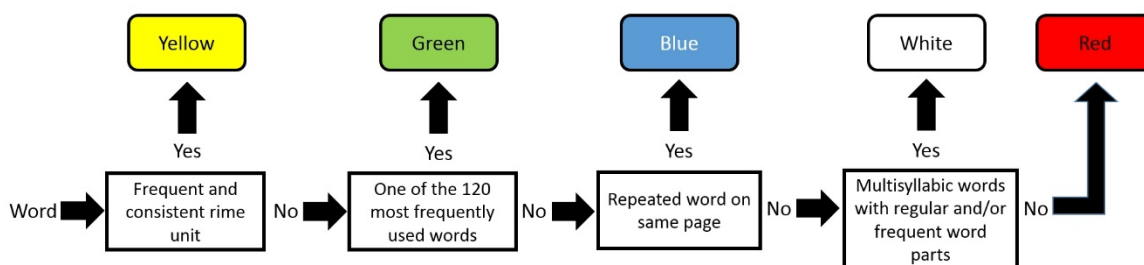 Yellow
Green
Blue
White
Red
Yes
Yes
Yes
Yes
Word
Frequent and
consistent rime
unit
No
One of the 120
most frequently
used words
No
Repeated word on
same page
No
Multisyllabic words
with regular and/or
frequent word
parts
No